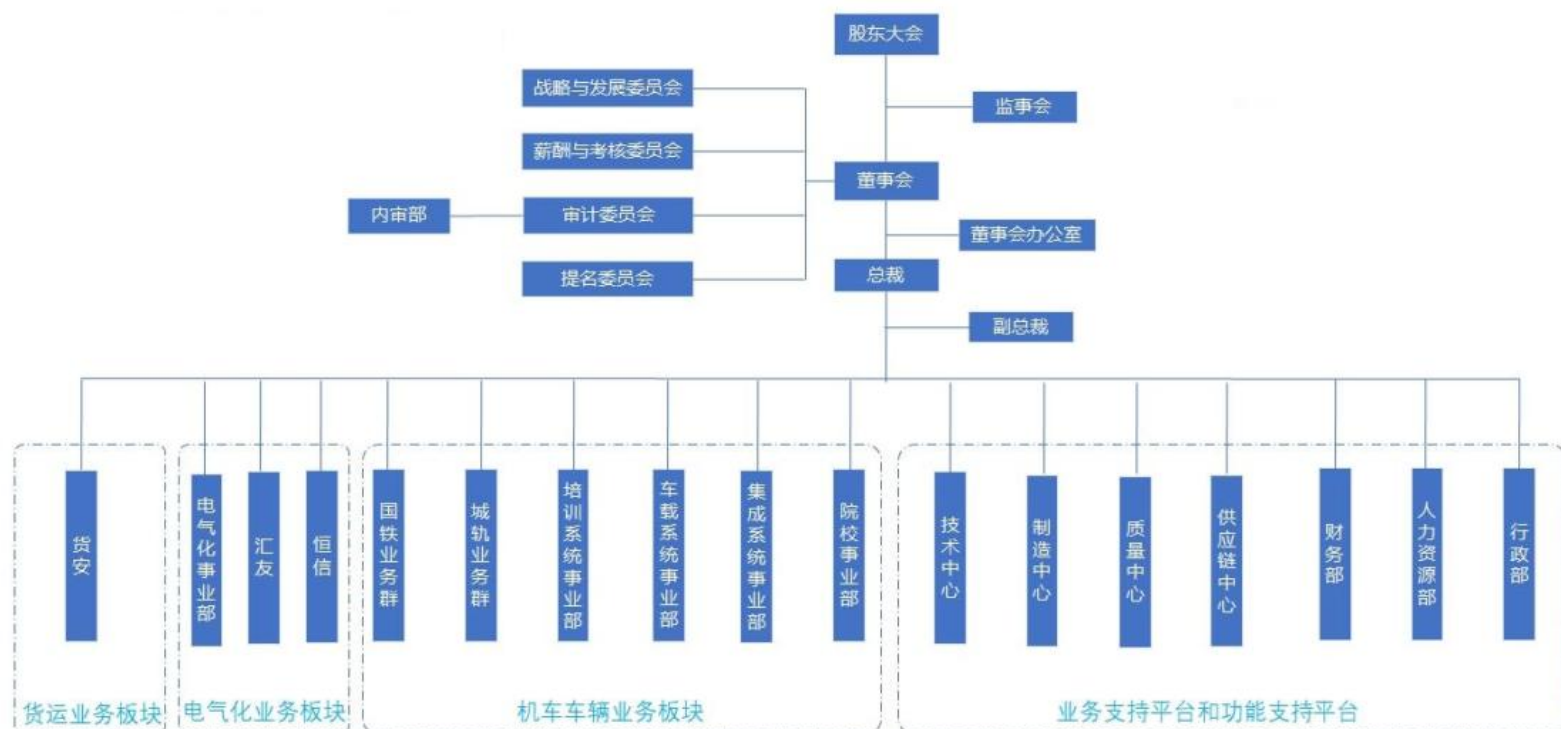 股东大会
战略与发展委员会
监事会
薪酬与考核委员会
董事会
内审部
审计委员会
董事会办公室
提名委员会
总裁
副总裁
货安
电气化事业部
汇友
恒信
国铁业务群
城轨业务群
培训系统事业部
车载系统事业部
集成系统事业部
院校事业部
技术中心
制造中心
质量中心
供应链中心
财务部
人力资源部
行政部
货运业务板块
电气化业务板块
机车车辆业务板块
业务支持平台和功能支持平台